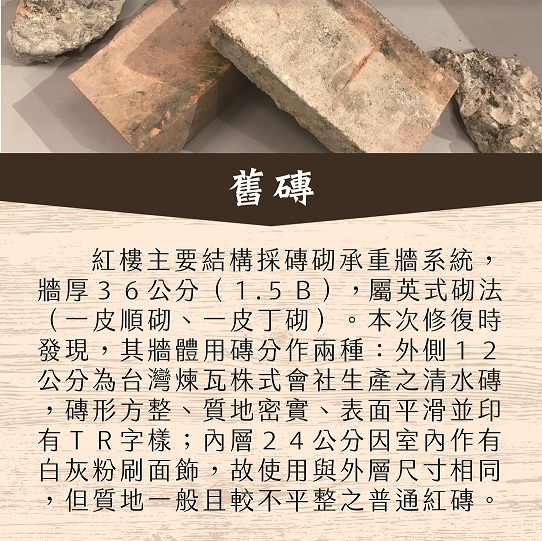 舊磚
紅樓主要結構採磚砌承重牆系統，
牆厚３６公分（１.５Ｂ），屬英式砌法
（一皮順砌、一皮丁砌）。本次修復時
發現，其牆體用磚分作兩種：外側１２
公分為台灣煉瓦株式會社生產之清水磚
，磚形方整、質地密實、表面平滑並印
有ＴＲ字樣；內層２４公分因室內作有
白灰粉刷面飾，故使用與外層尺寸相同
，但質地一般且較不平整之普通紅磚。